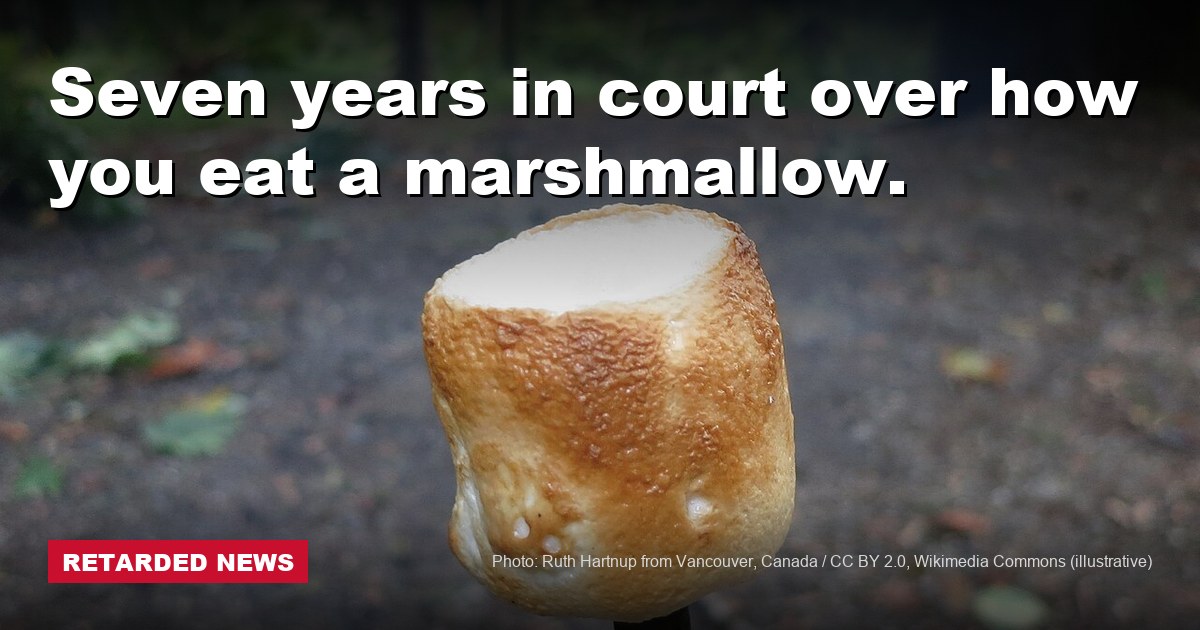 Seven years in court over how
you eat a marshmallow.
RETARDED NEWS
Photo: Ruth Hartnup from Vancouver, Canada / CC BY 2.0, Wikimedia Commons (illustrative)